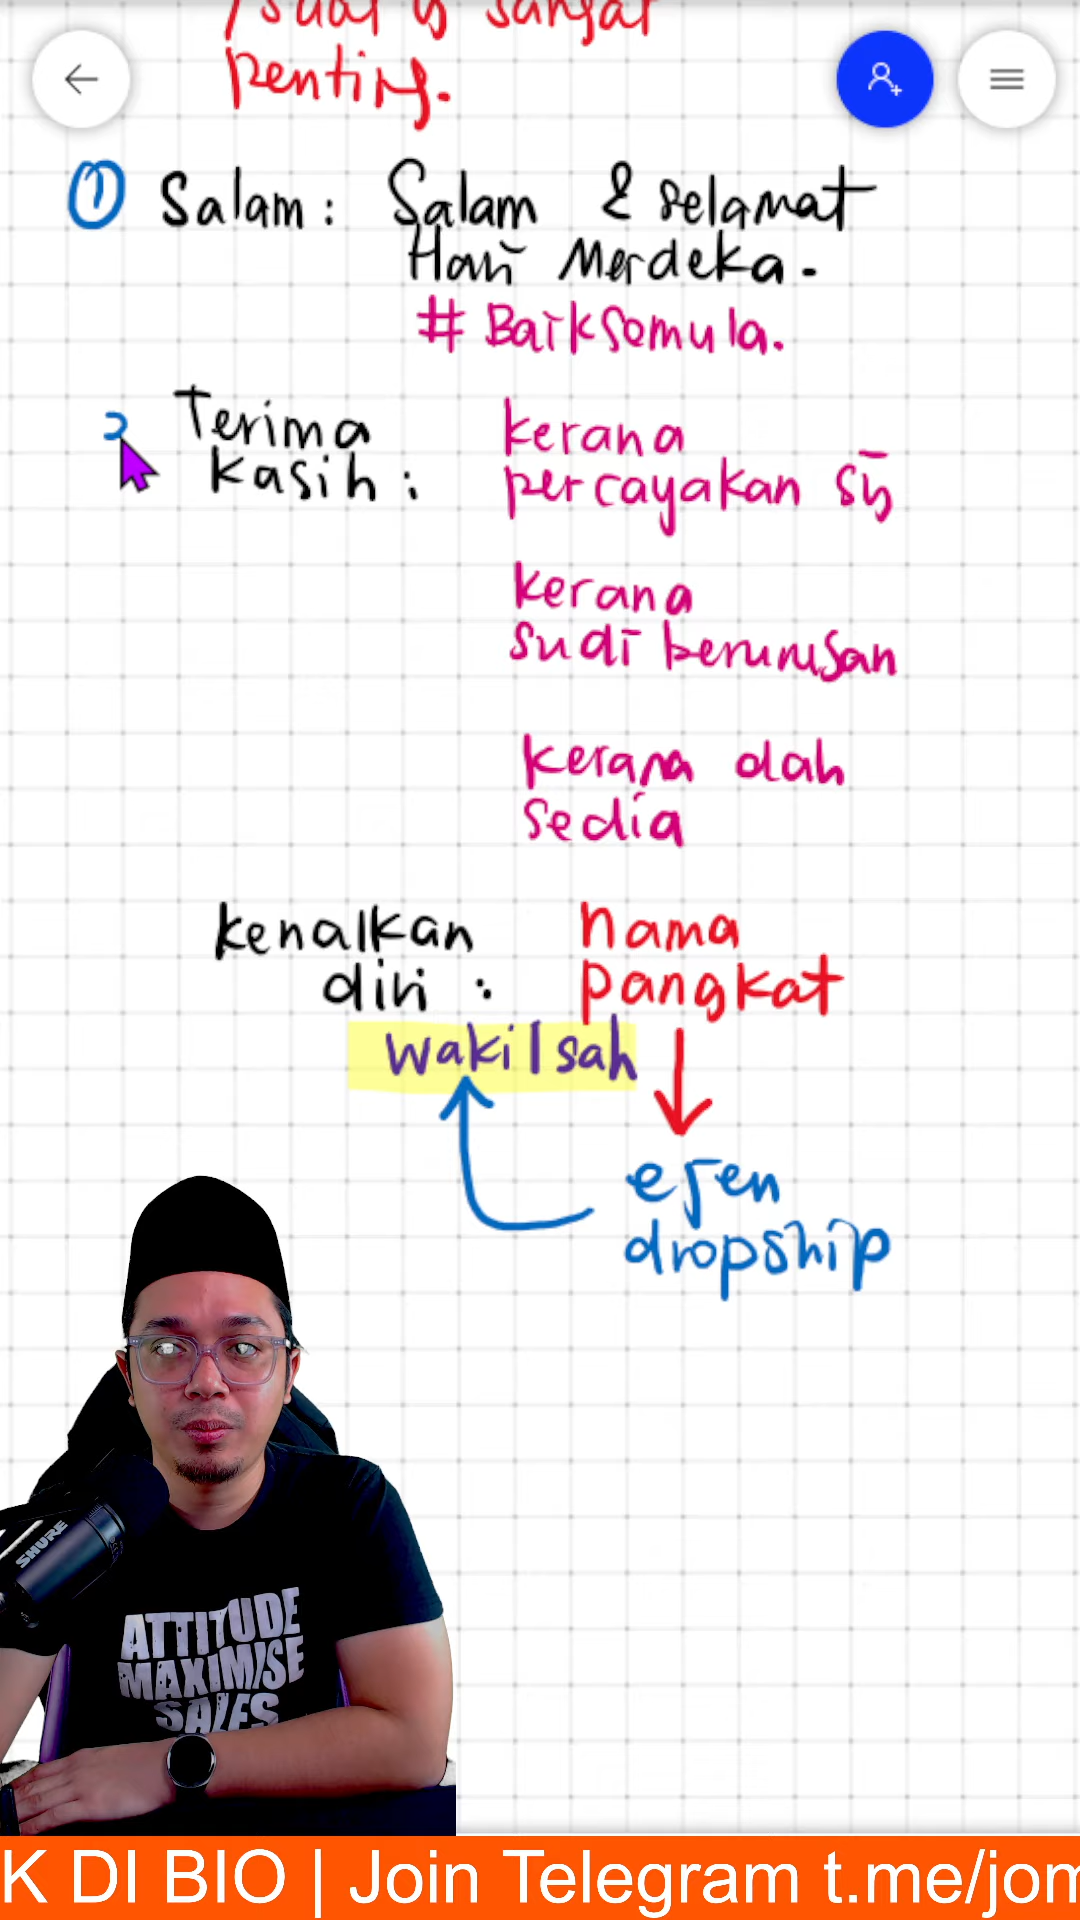 sangat
penting.
1 Salam: Salam & selamat
Hari Merdeka.
# Baiksemula.
2 Terima
kasih:
kerana
percayakan sy
kerana
sudi berurusan
kerana dah
sedia
kenalkan
diri :
nama
pangkat
wakil sah
ejen
dropship
SHURE
ATTITUDE
MAXIMISE
SALES
K DI BIO | Join Telegram t.me/jom